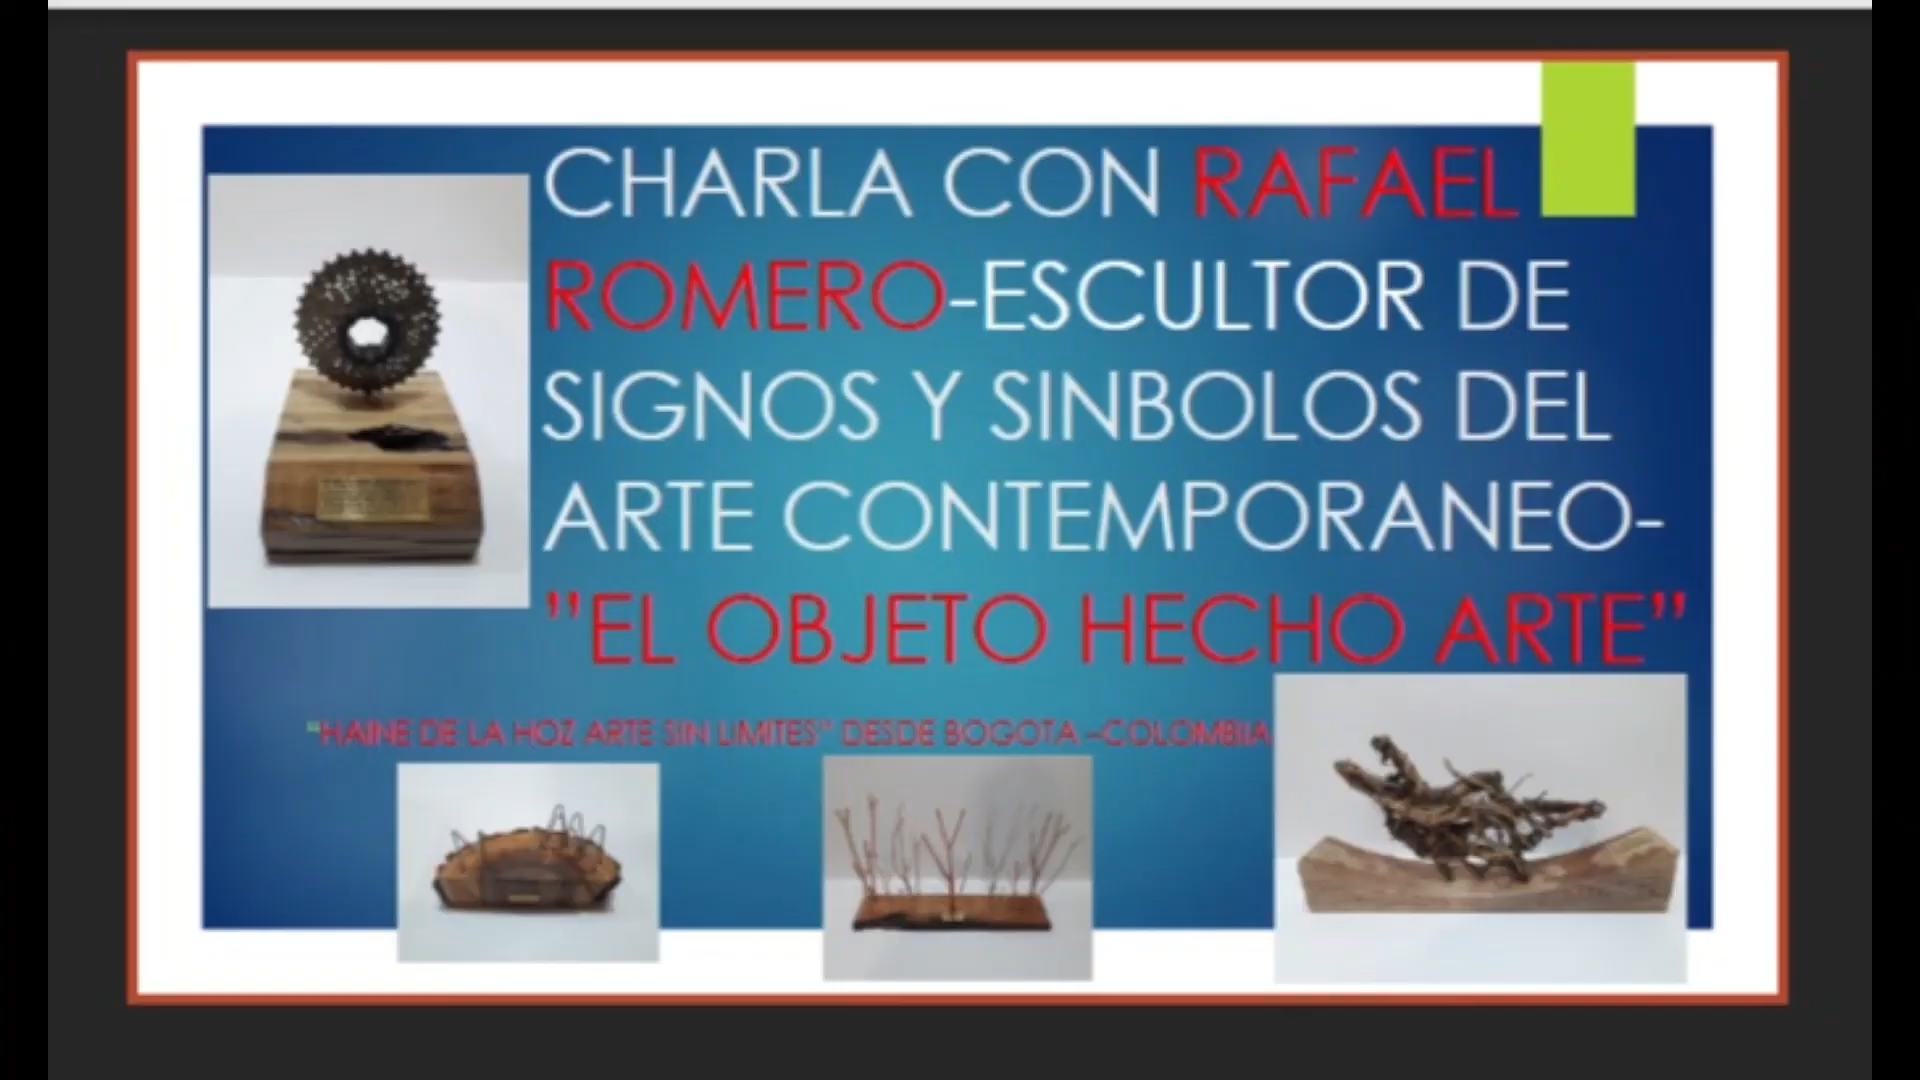 CHARLA CON RAFAEL
ROMERO-ESCULTOR DE
SIGNOS Y SINBOLOS DEL
ARTE CONTEMPORANEO-
”EL OBJETO HECHO ARTE”
“HAINE DE LA HOZ ARTE SIN LIMITES” DESDE BOGOTA –COLOMBIA